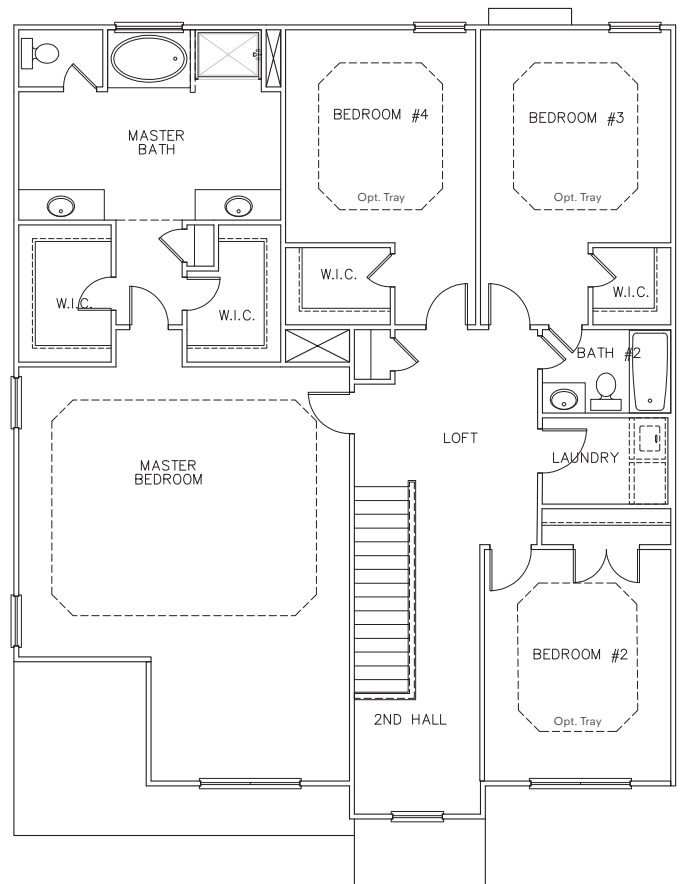 BEDROOM #4
BEDROOM #3
MASTER
BATH
Opt. Tray
Opt. Tray
W.I.C.
W.I.C.
W.I.C.
W.I.C.
BATH #2
LOFT
LAUNDRY
MASTER
BEDROOM
BEDROOM #2
2ND HALL
Opt. Tray